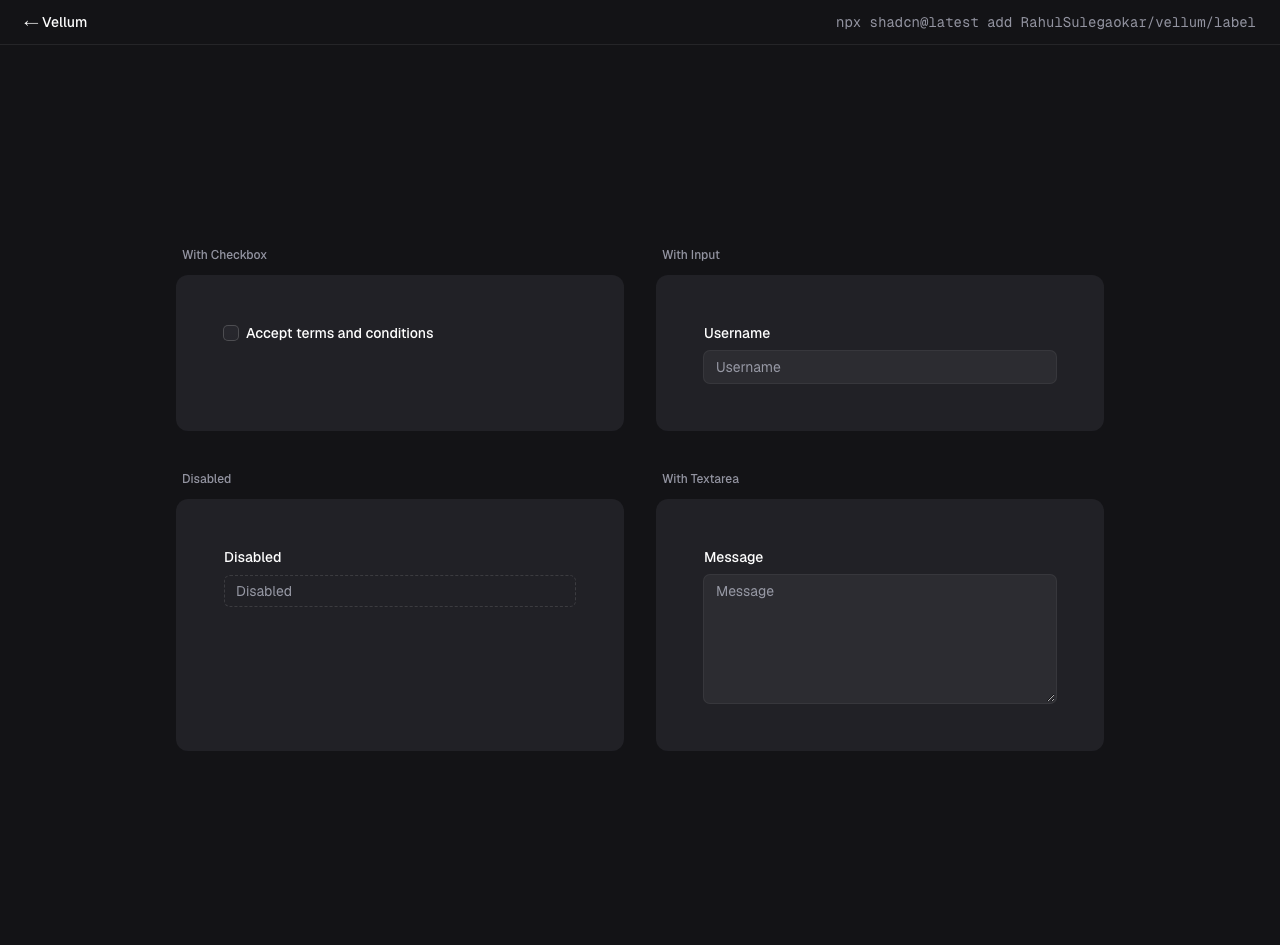 ← Vellum
npx shadcn@latest add RahulSulegaokar/vellum/label
With Checkbox
Accept terms and conditions
With Input
Username
Username
Disabled
Disabled
Disabled
With Textarea
Message
Message